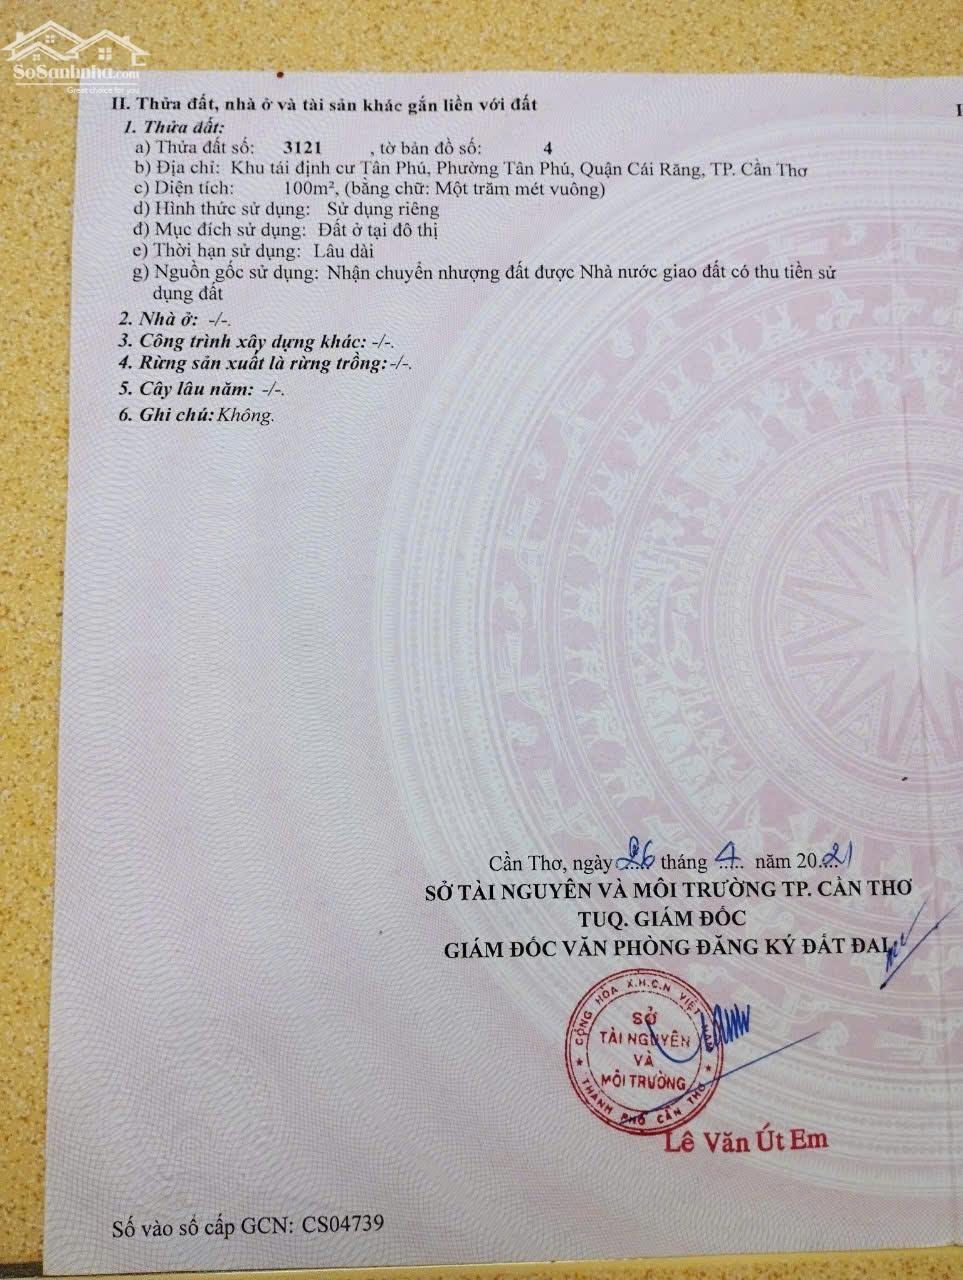 SoSanhnha.com
Great choice for you
II. Thửa đất, nhà ở và tài sản khác gắn liền với đất
1. Thửa đất:
a) Thửa đất số: 3121 , tờ bản đồ số: 4
b) Địa chỉ: Khu tái định cư Tân Phú, Phường Tân Phú, Quận Cái Răng, TP. Cần Thơ
c) Diện tích: 100m², (bằng chữ: Một trăm mét vuông)
d) Hình thức sử dụng: Sử dụng riêng
đ) Mục đích sử dụng: Đất ở tại đô thị
e) Thời hạn sử dụng: Lâu dài
g) Nguồn gốc sử dụng: Nhận chuyển nhượng đất được Nhà nước giao đất có thu tiền sử
dụng đất
2. Nhà ở: -/-.
3. Công trình xây dựng khác: -/-.
4. Rừng sản xuất là rừng trồng: -/-.
5. Cây lâu năm: -/-.
6. Ghi chú: Không.
Cần Thơ, ngày 26 tháng 4 năm 2021
SỞ TÀI NGUYÊN VÀ MÔI TRƯỜNG TP. CẦN THƠ
TUQ. GIÁM ĐỐC
GIÁM ĐỐC VĂN PHÒNG ĐĂNG KÝ ĐẤT ĐAI
CỘNG HÒA X.H.C.N VIỆT NAM
SỞ
TÀI NGUYÊN
VÀ
MÔI TRƯỜNG
THÀNH PHỐ CẦN THƠ
Lê Văn Út Em
Số vào sổ cấp GCN: CS04739